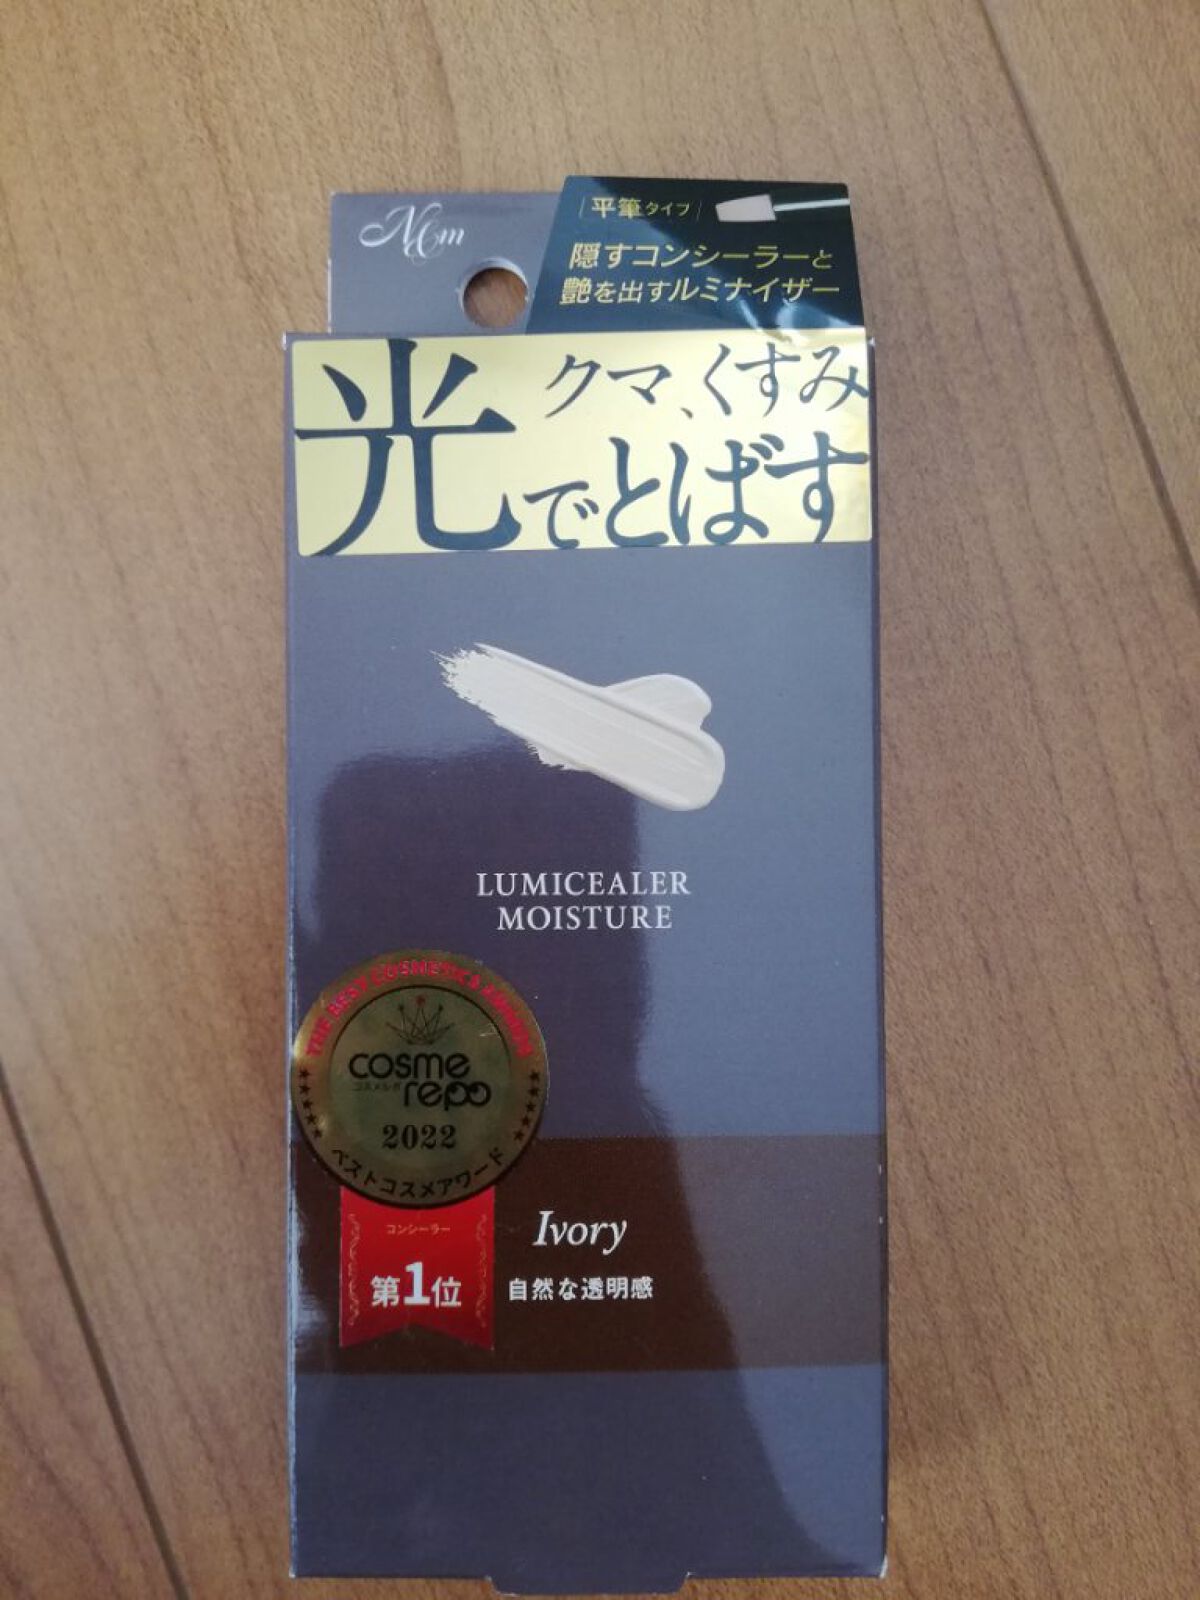 平筆タイプ
隠すコンシーラーと
艶を出すルミナイザー
クマ、くすみ
光でとばす
LUMICEALER
MOISTURE
THE BEST COSMETICS AWARD
cosme
コスメレポ
repo
2022
ベストコスメアワード
コンシーラー
第1位
Ivory
自然な透明感